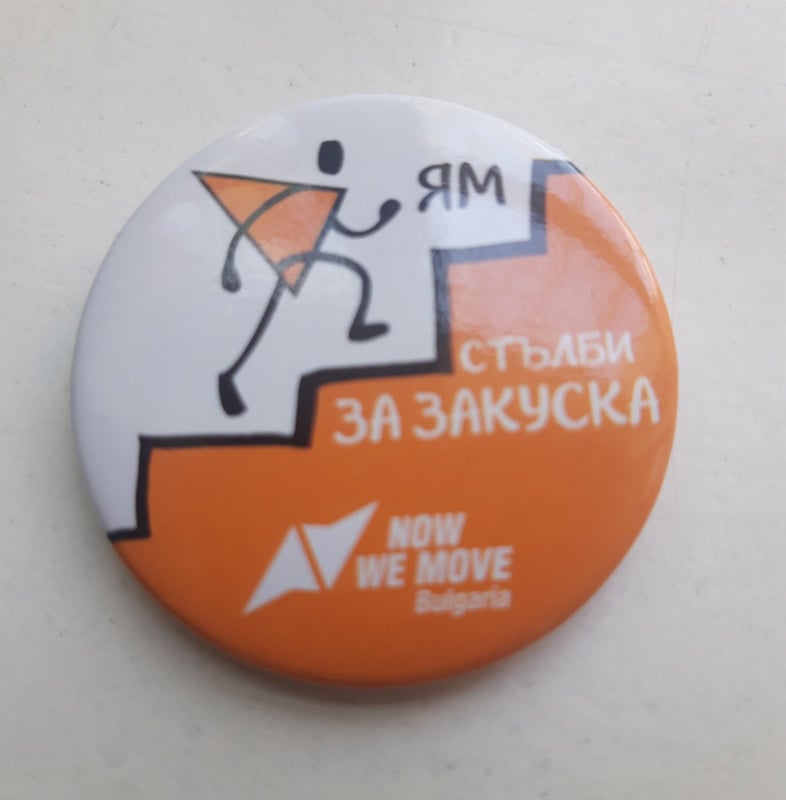 ЯМ
СТЪЛБИ
ЗА ЗАКУСКА
NOW
WE MOVE
Bulgaria